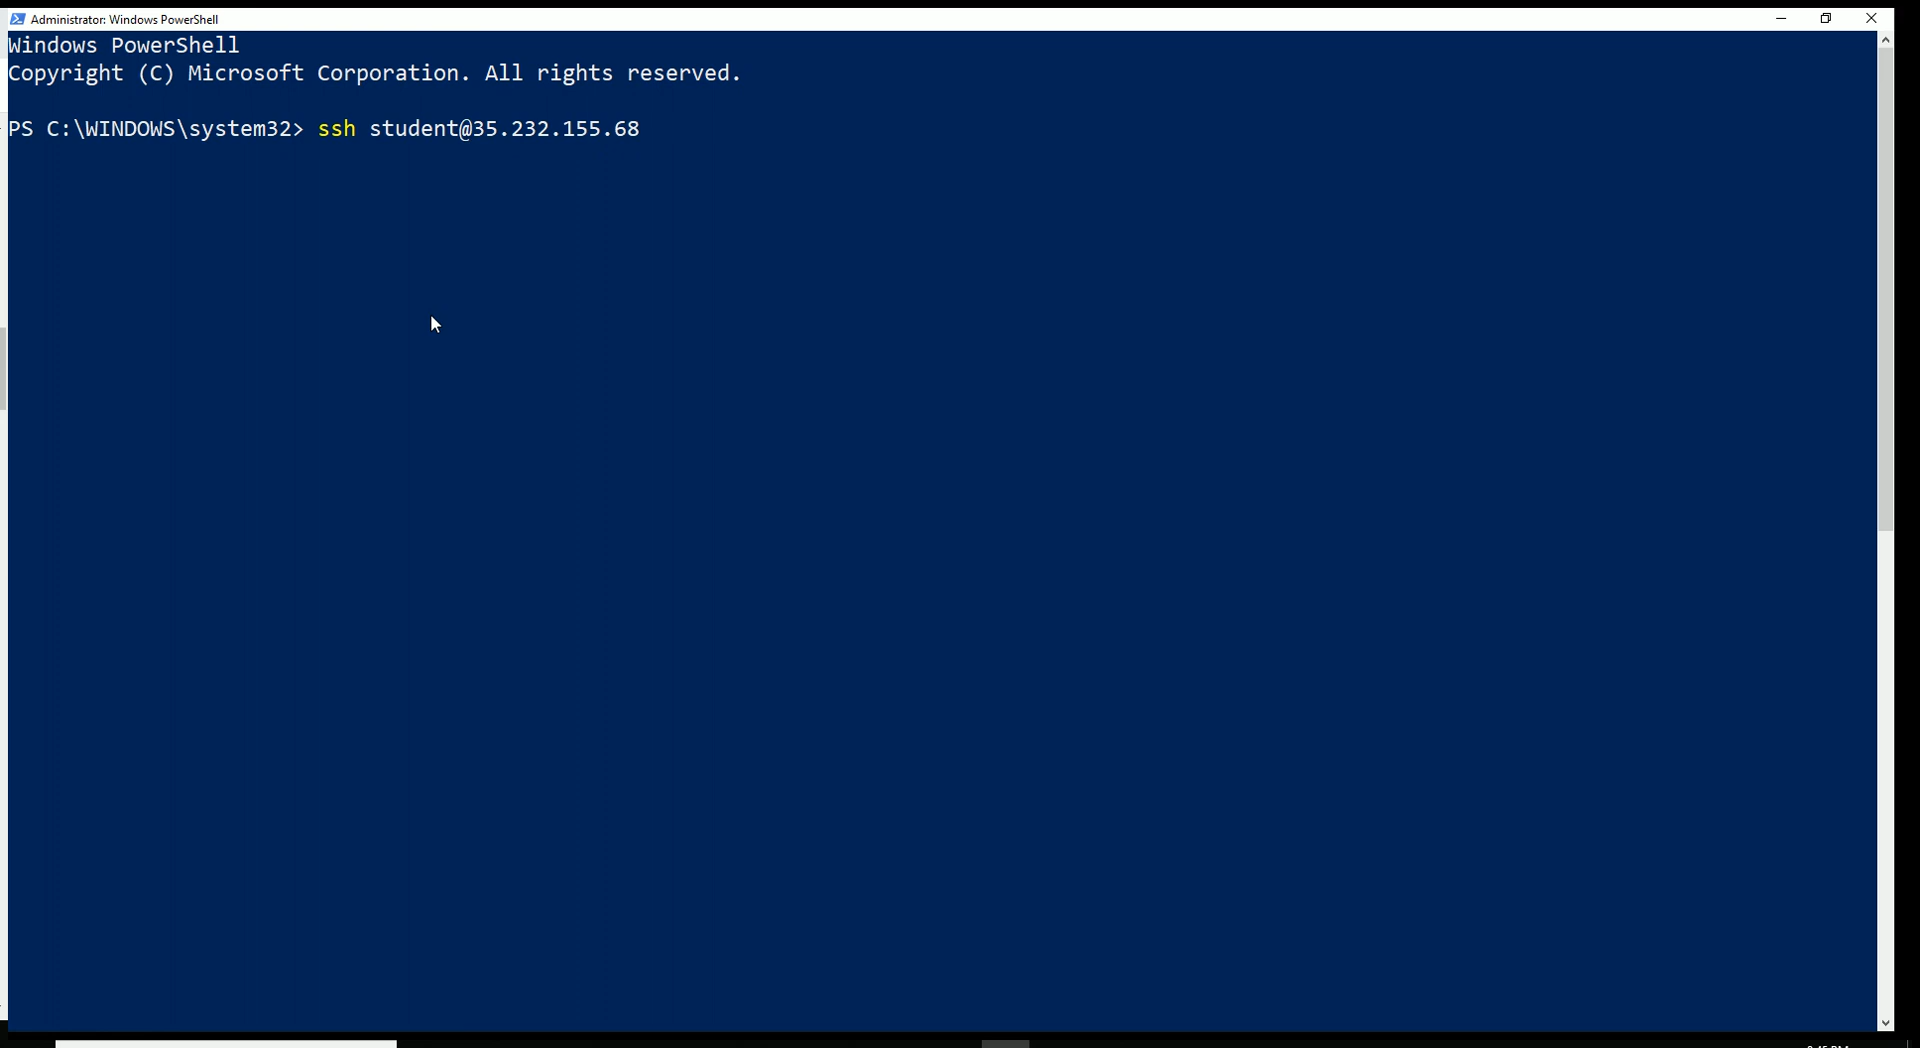 Administrator: Windows PowerShell
Windows PowerShell
Copyright (C) Microsoft Corporation. All rights reserved.
PS C:\WINDOWS\system32> ssh student@35.232.155.68